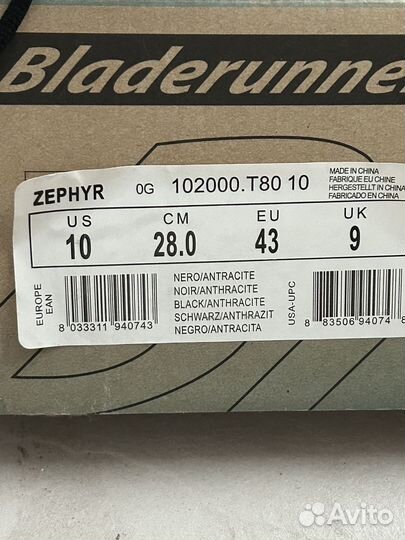 Bladerunner
ZEPHYR 0G 102000.T80 10
MADE IN CHINA
FABRIQUE EU CHINE
HERGESTELLT IN CHINA
FABRICADO EN CHINA
US CM EU UK
10 28.0 43 9
EUROPE
EAN
8 033311 940743
NERO/ANTRACITE
NOIR/ANTHRACITE
BLACK/ANTHRACITE
SCHWARZ/ANTHRAZIT
NEGRO/ANTRACITA
USA-UPC
8 83506 94074 8
Avito